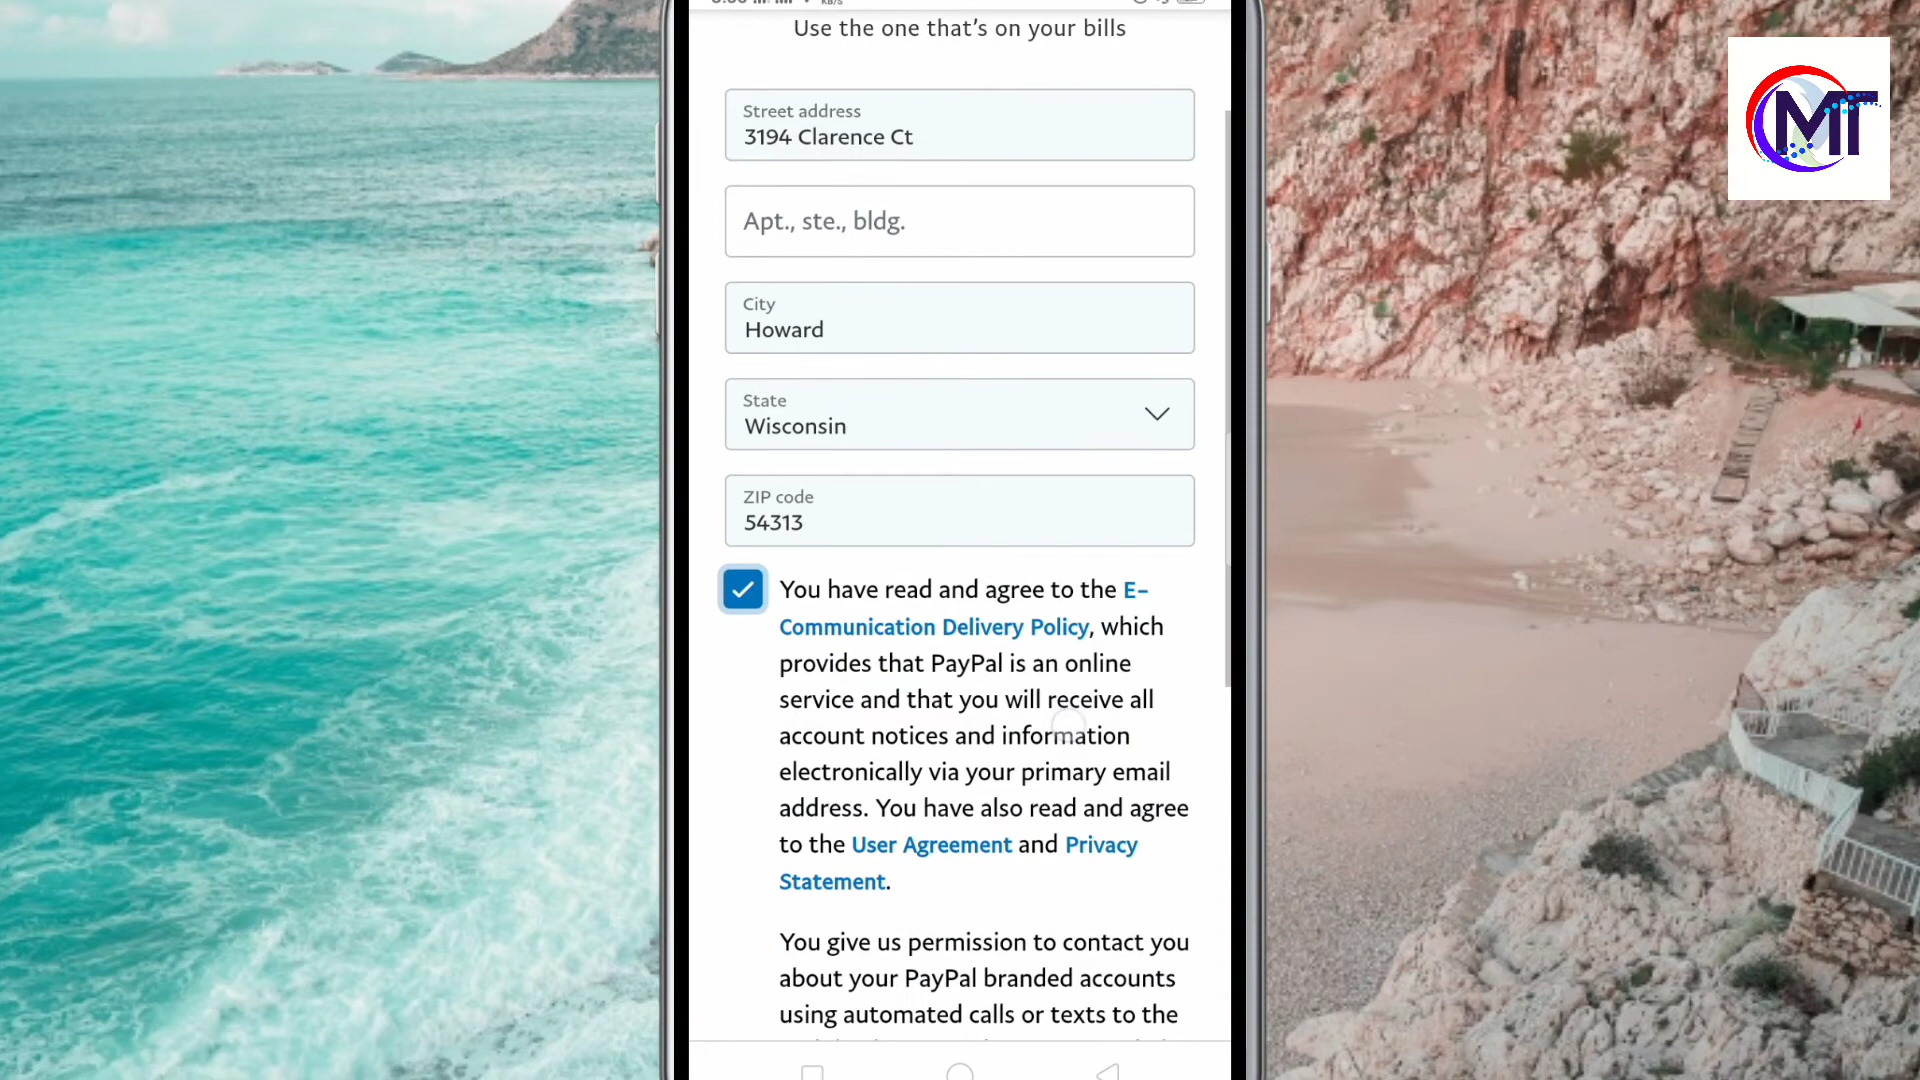 KB/S
Use the one that's on your bills
Street address
3194 Clarence Ct
Apt., ste., bldg.
City
Howard
State
Wisconsin
ZIP code
54313
You have read and agree to the E-
Communication Delivery Policy, which
provides that PayPal is an online
service and that you will receive all
account notices and information
electronically via your primary email
address. You have also read and agree
to the User Agreement and Privacy
Statement.
You give us permission to contact you
about your PayPal branded accounts
using automated calls or texts to the
MT